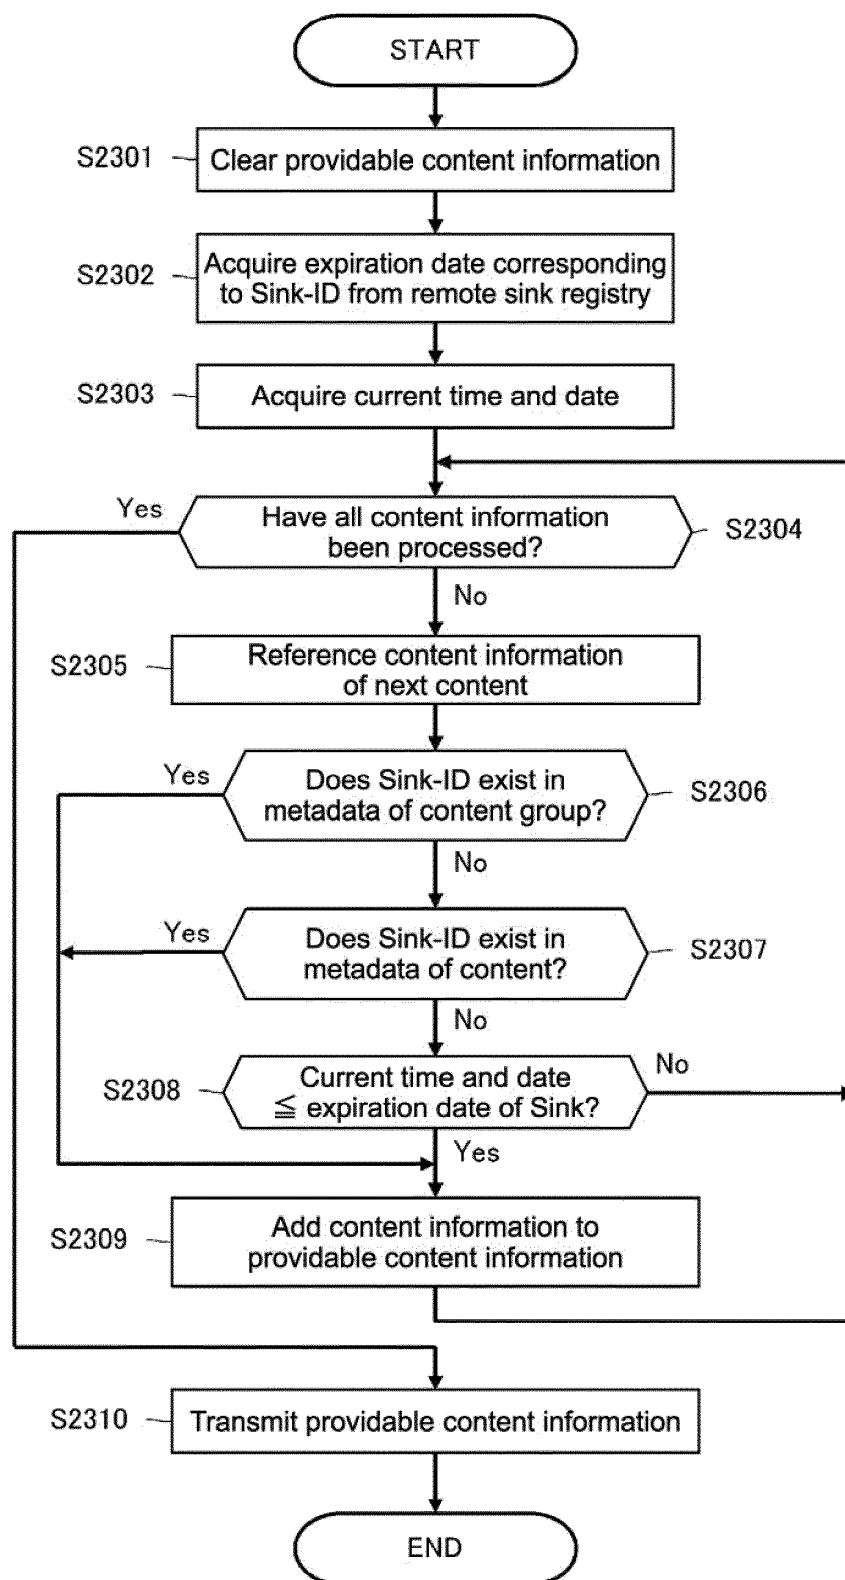 START
S2301
Clear providable content information
S2302
Acquire expiration date corresponding
to Sink-ID from remote sink registry
S2303
Acquire current time and date
Yes
Have all content information
been processed?
S2304
No
S2305
Reference content information
of next content
Yes
Does Sink-ID exist in
metadata of content group?
S2306
No
Yes
Does Sink-ID exist in
metadata of content?
S2307
No
S2308
Current time and date
≦ expiration date of Sink?
No
Yes
S2309
Add content information to
providable content information
S2310
Transmit providable content information
END